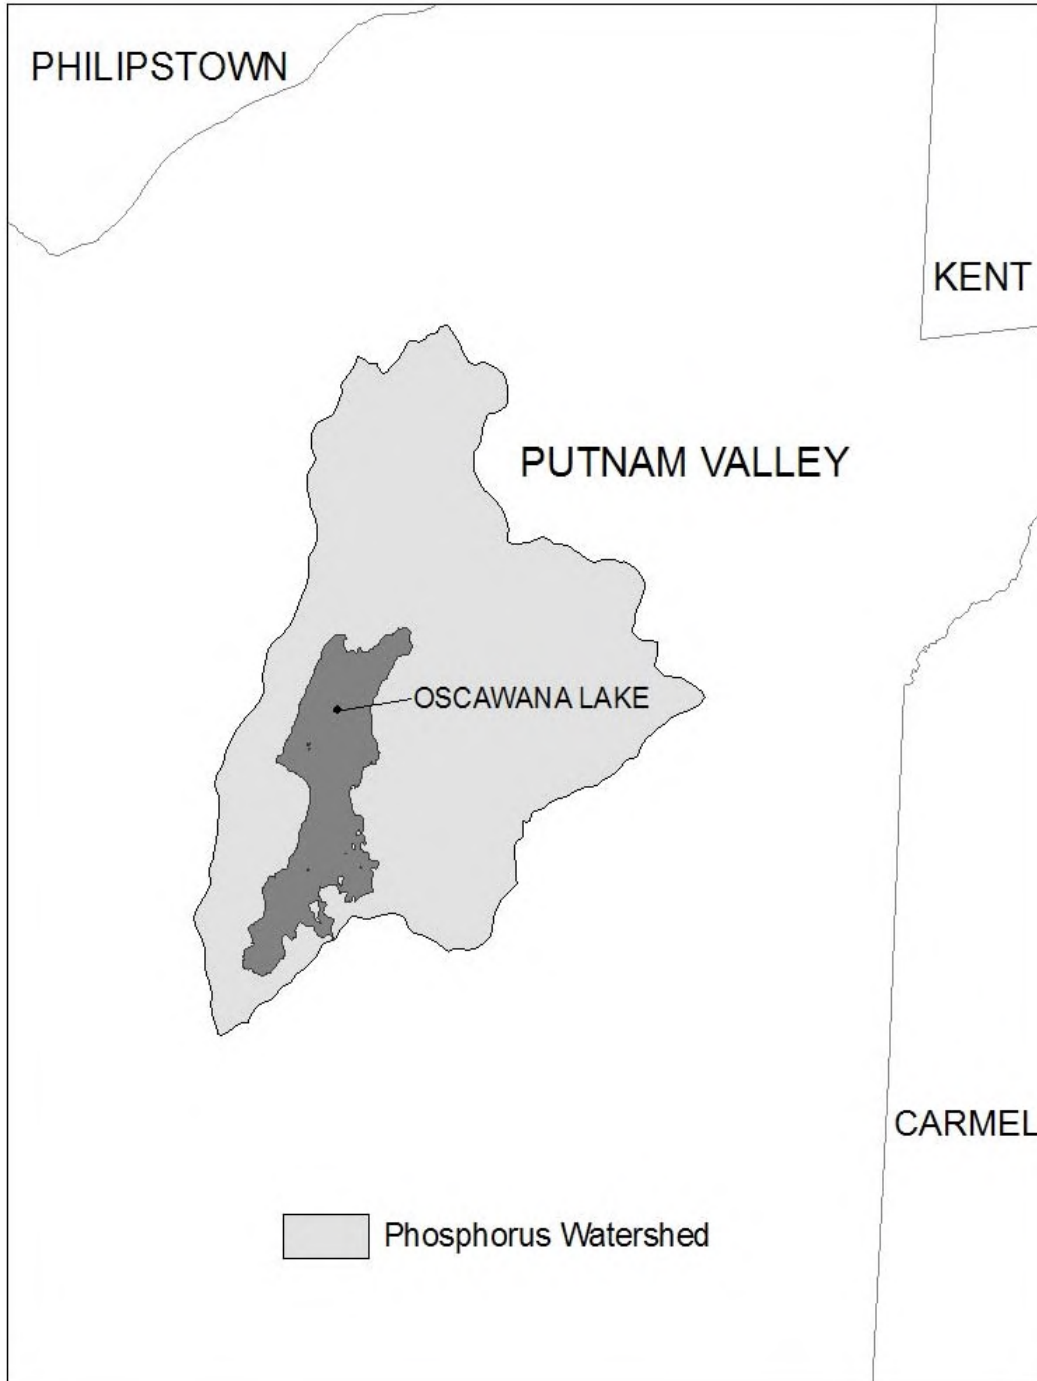 PHILIPSTOWN
KENT
PUTNAM VALLEY
OSCAWANA LAKE
CARMEL
Phosphorus Watershed